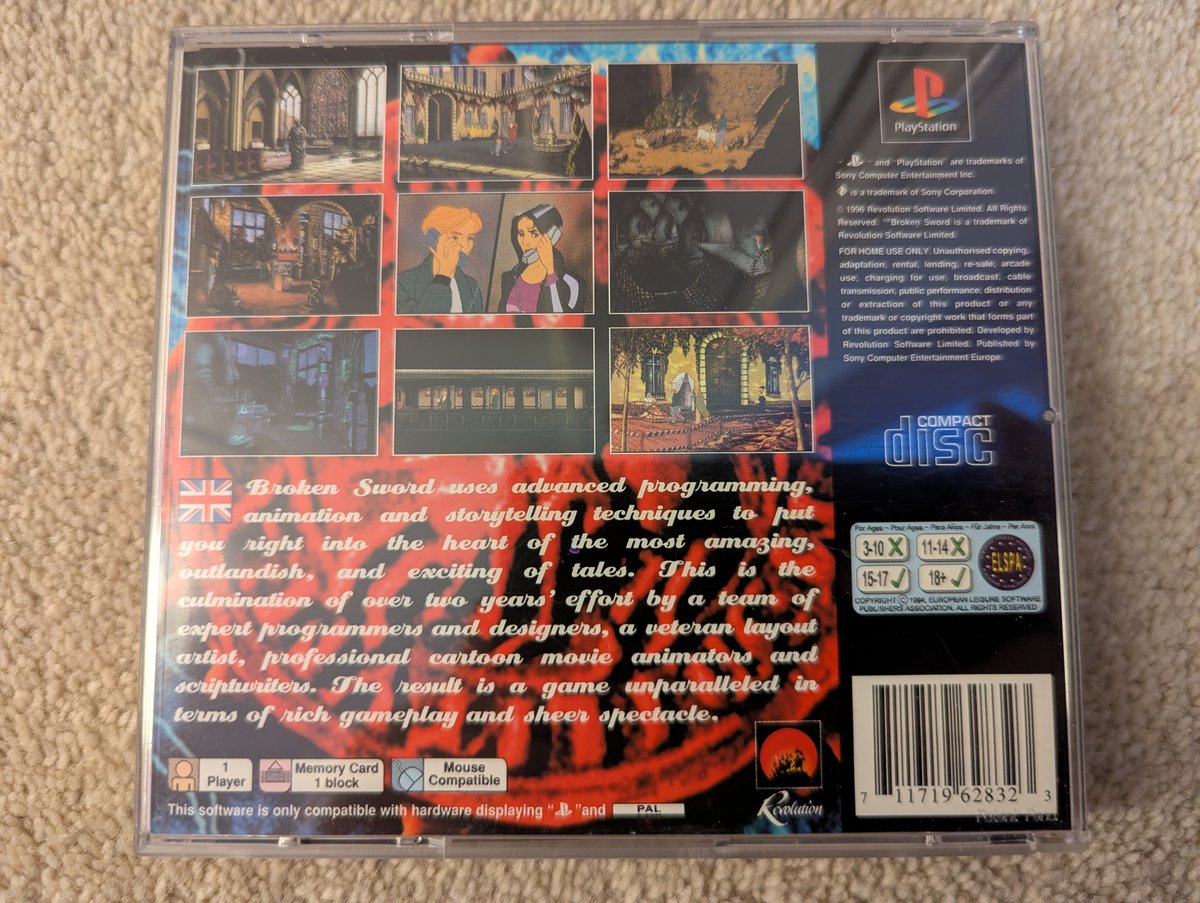 PlayStation
" " and "PlayStation" are trademarks of
Sony Computer Entertainment Inc.
is a trademark of Sony Corporation.
© 1996 Revolution Software Limited. All Rights
Reserved. ™Broken Sword is a trademark of
Revolution Software Limited.
FOR HOME USE ONLY. Unauthorised copying,
adaptation, rental, lending, re-sale, arcade
use, charging for use, broadcast, cable
transmission, public performance, distribution
or extraction of this product or any
trademark or copyright work that forms part
of this product are prohibited. Developed by
Revolution Software Limited. Published by
Sony Computer Entertainment Europe.
COMPACT
disc
Broken Sword uses advanced programming,
animation and storytelling techniques to put
you right into the heart of the most amazing,
outlandish, and exciting of tales. This is the
culmination of over two years' effort by a team of
expert programmers and designers, a veteran layout
artist, professional cartoon movie animators and
scriptwriters. The result is a game unparalleled in
terms of rich gameplay and sheer spectacle.
For Ages ~ Pour Ages ~ Para Años ~ Für Jahre ~ Per Anni
3-10 11-14
15-17 18+
ELSPA
COPYRIGHT © 1994, EUROPEAN LEISURE SOFTWARE
PUBLISHERS ASSOCIATION, ALL RIGHTS RESERVED
1
Player
Memory Card
1 block
Mouse
Compatible
This software is only compatible with hardware displaying " " and PAL
Revolution
7 11719 62832 3